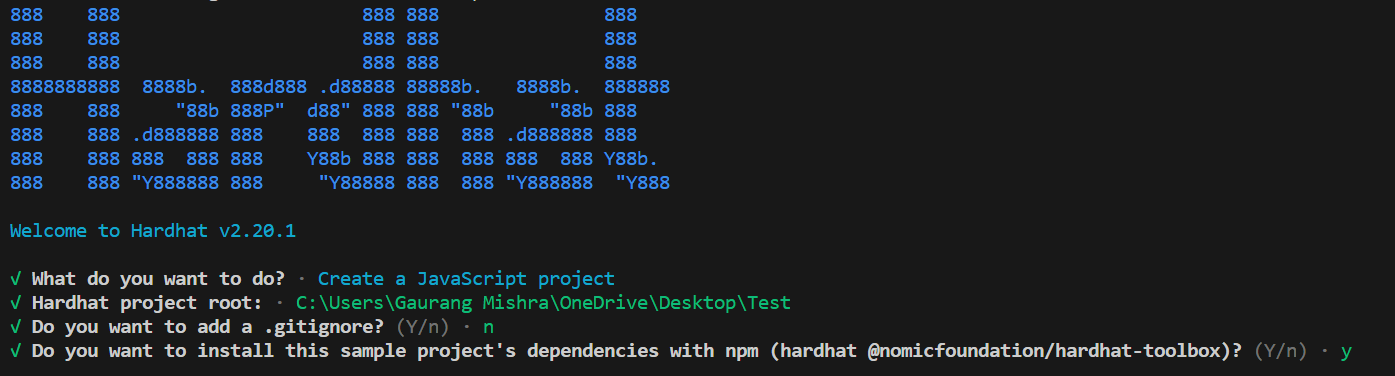 888    888                      888 888               888
888    888                      888 888               888
888    888                      888 888               888
8888888888  8888b.  888d888 .d88888 88888b.   8888b.  888888
888    888     "88b 888P"  d88" 888 888 "88b     "88b 888
888    888 .d888888 888    888  888 888  888 .d888888 888
888    888 888  888 888    Y88b 888 888  888 888  888 Y88b.
888    888 "Y888888 888     "Y88888 888  888 "Y888888  "Y888
Welcome to Hardhat v2.20.1
√ What do you want to do? · Create a JavaScript project
√ Hardhat project root: · C:\Users\Gaurang Mishra\OneDrive\Desktop\Test
√ Do you want to add a .gitignore? (Y/n) · n
√ Do you want to install this sample project's dependencies with npm (hardhat @nomicfoundation/hardhat-toolbox)? (Y/n) · y